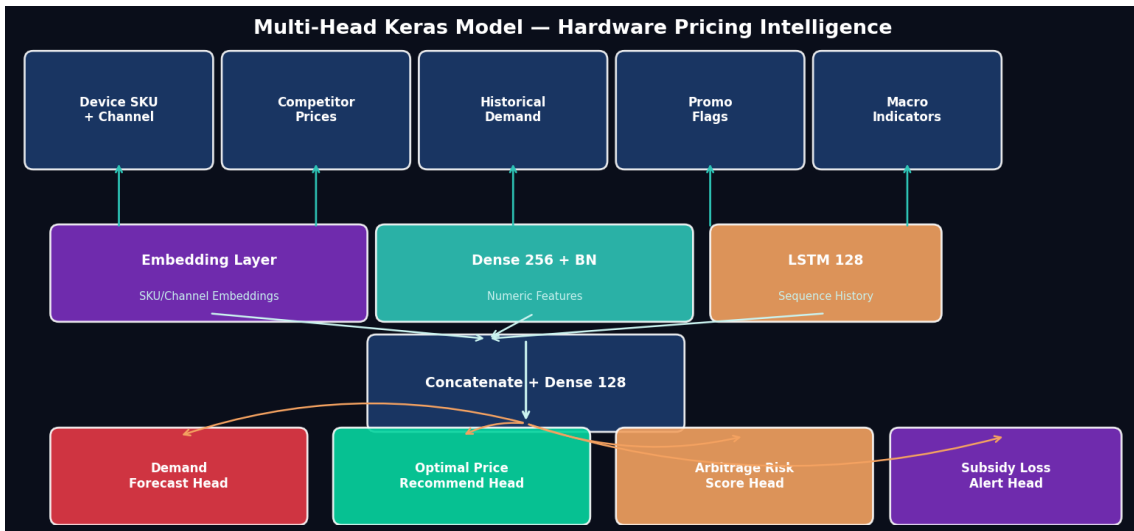 Multi-Head Keras Model — Hardware Pricing Intelligence
Device SKU
+ Channel
Competitor
Prices
Historical
Demand
Promo
Flags
Macro
Indicators
Embedding Layer
SKU/Channel Embeddings
Dense 256 + BN
Numeric Features
LSTM 128
Sequence History
Concatenate + Dense 128
Demand
Forecast Head
Optimal Price
Recommend Head
Arbitrage Risk
Score Head
Subsidy Loss
Alert Head